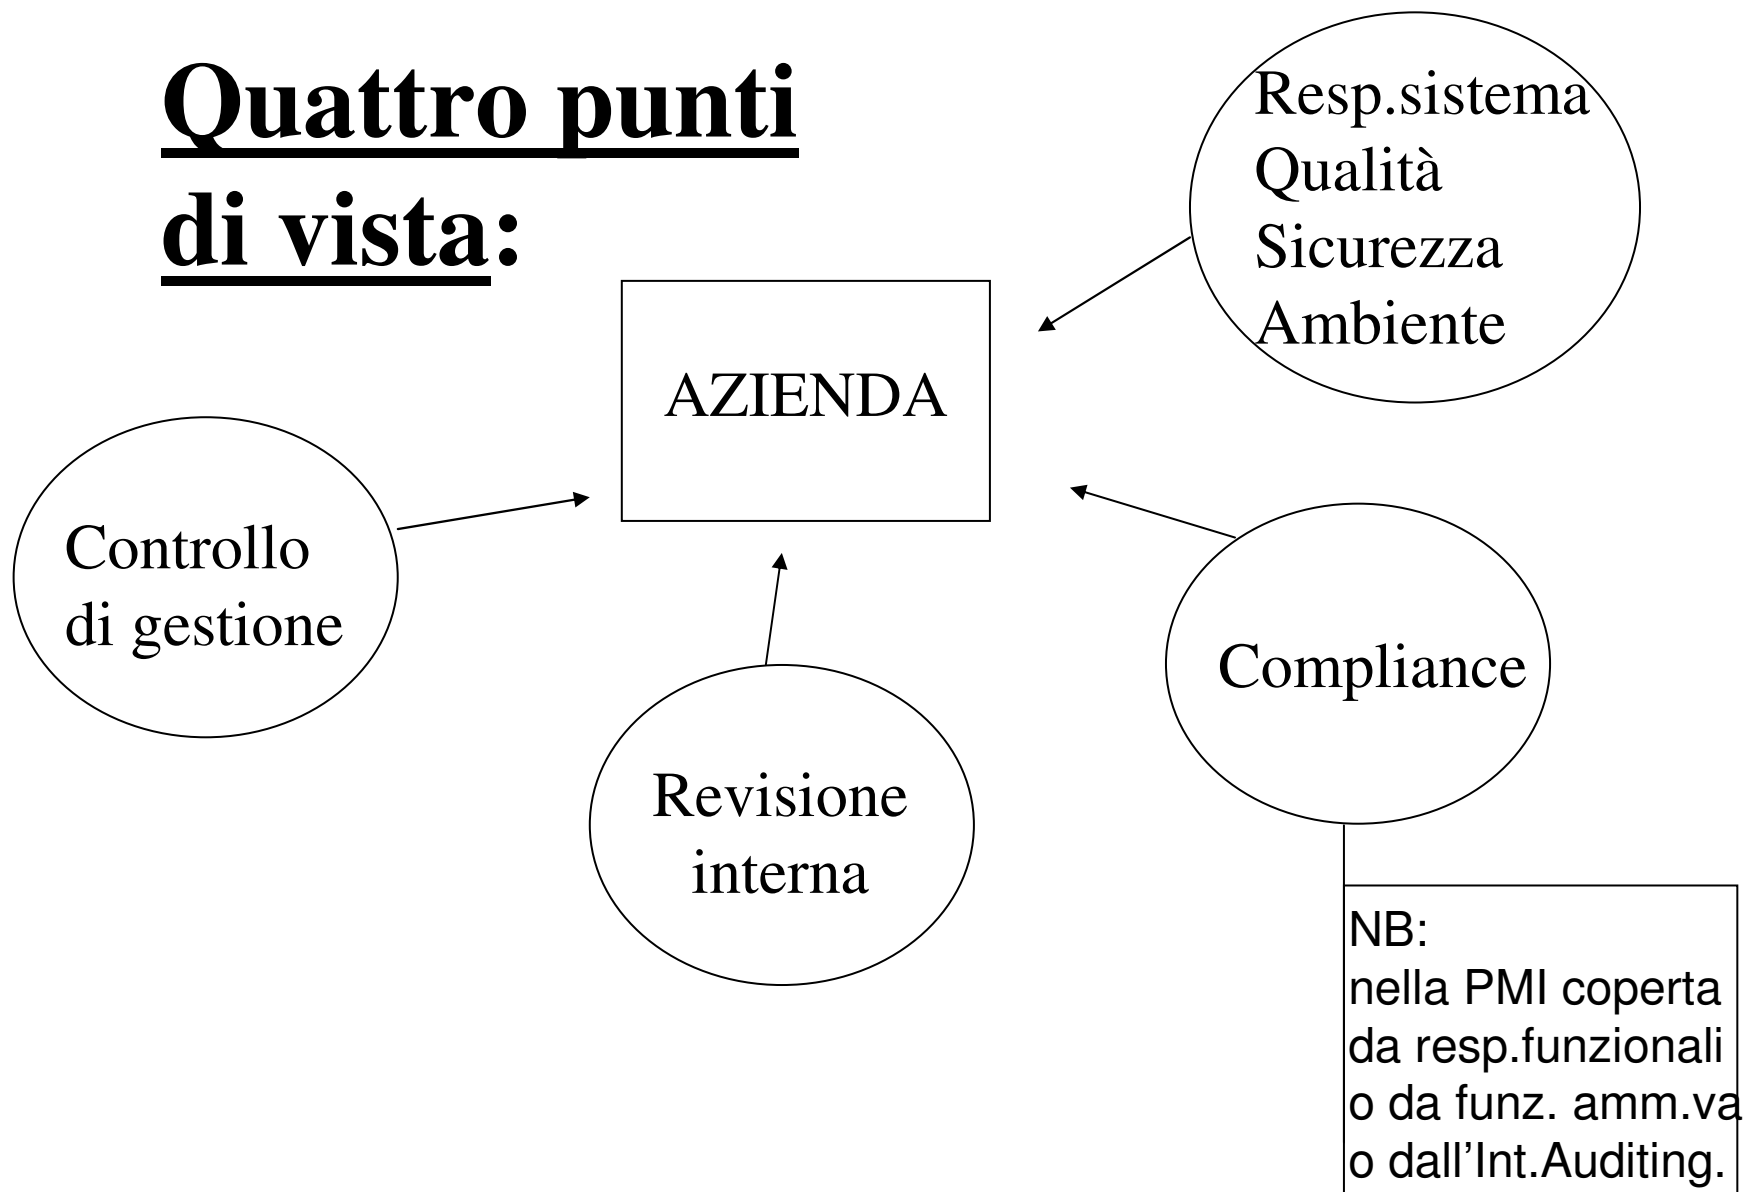 Quattro punti
di vista:
Resp.sistema
Qualità
Sicurezza
Ambiente
AZIENDA
Controllo
di gestione
Compliance
Revisione
interna
NB:
nella PMI coperta
da resp.funzionali
o da funz. amm.va
o dall'Int.Auditing.